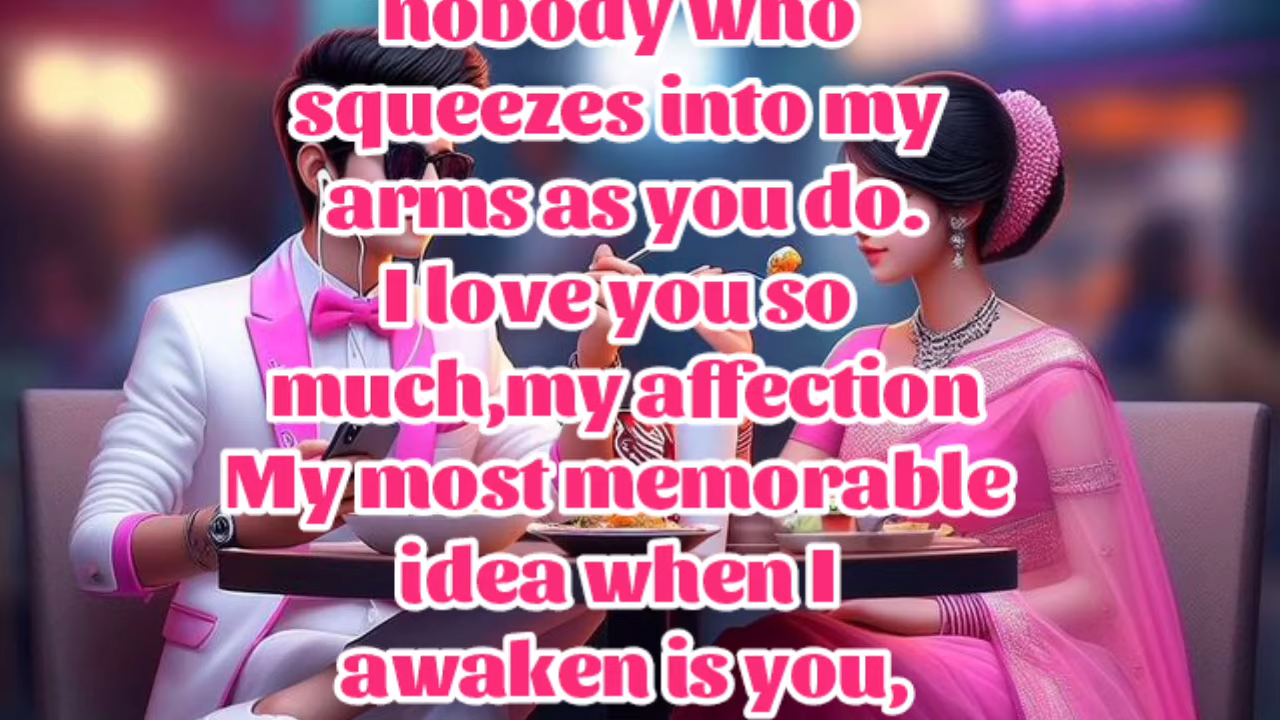 nobody who
squeezes into my
arms as you do.
I love you so
much,my affection
My most memorable
idea when I
awaken is you,